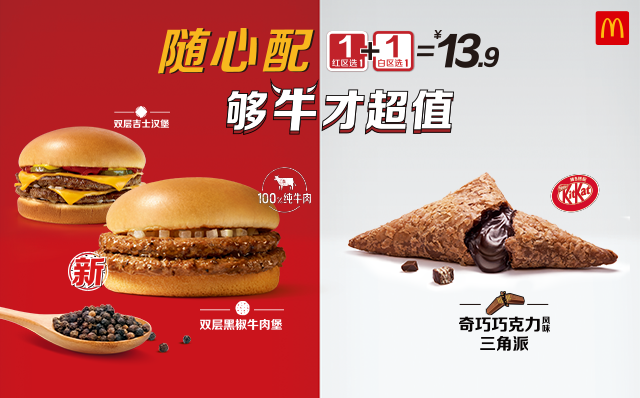 随心配 1红区选1+1白区选1=¥13.9
够牛才超值
双层吉士汉堡
100%纯牛肉
新
双层黑椒牛肉堡
KitKat
奇巧巧克力风味
三角派